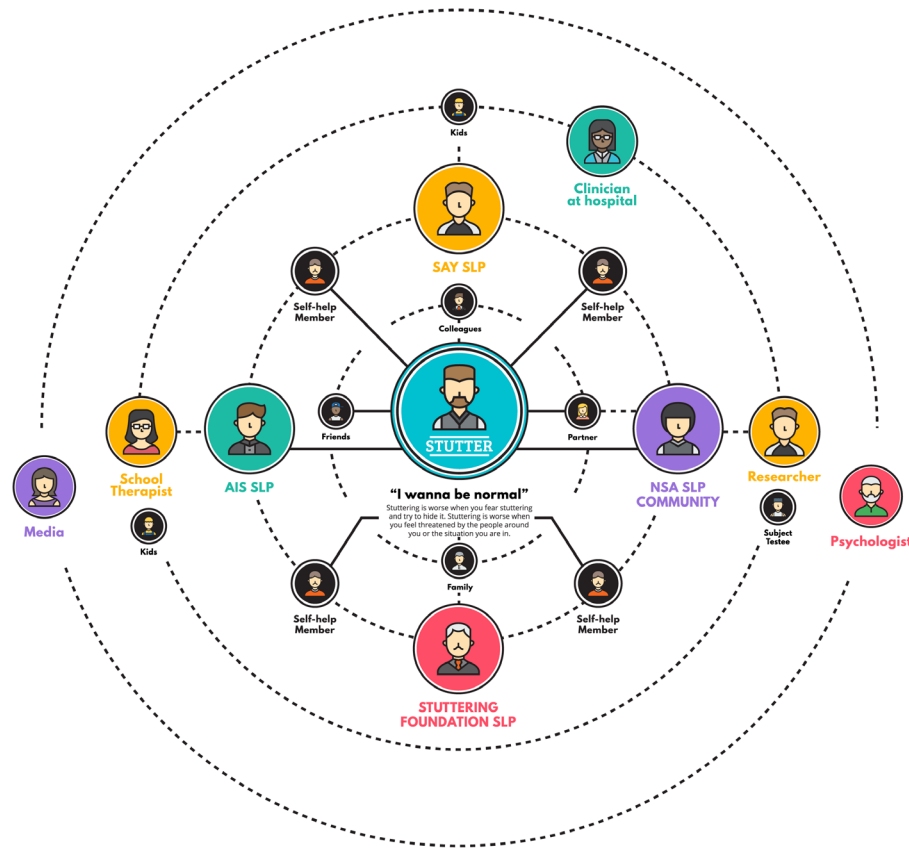 Kids
Clinician
at hospital
SAY SLP
Self-help
Member
Self-help
Member
Colleagues
STUTTER
Friends
Partner
School
Therapist
AIS SLP
NSA SLP
COMMUNITY
Researcher
Media
Kids
"I wanna be normal"
Stuttering is worse when you fear stuttering
and try to hide it. Stuttering is worse when
you feel threatened by the people around
you or the situation you are in.
Subject
Testee
Psychologist
Family
Self-help
Member
Self-help
Member
STUTTERING
FOUNDATION SLP